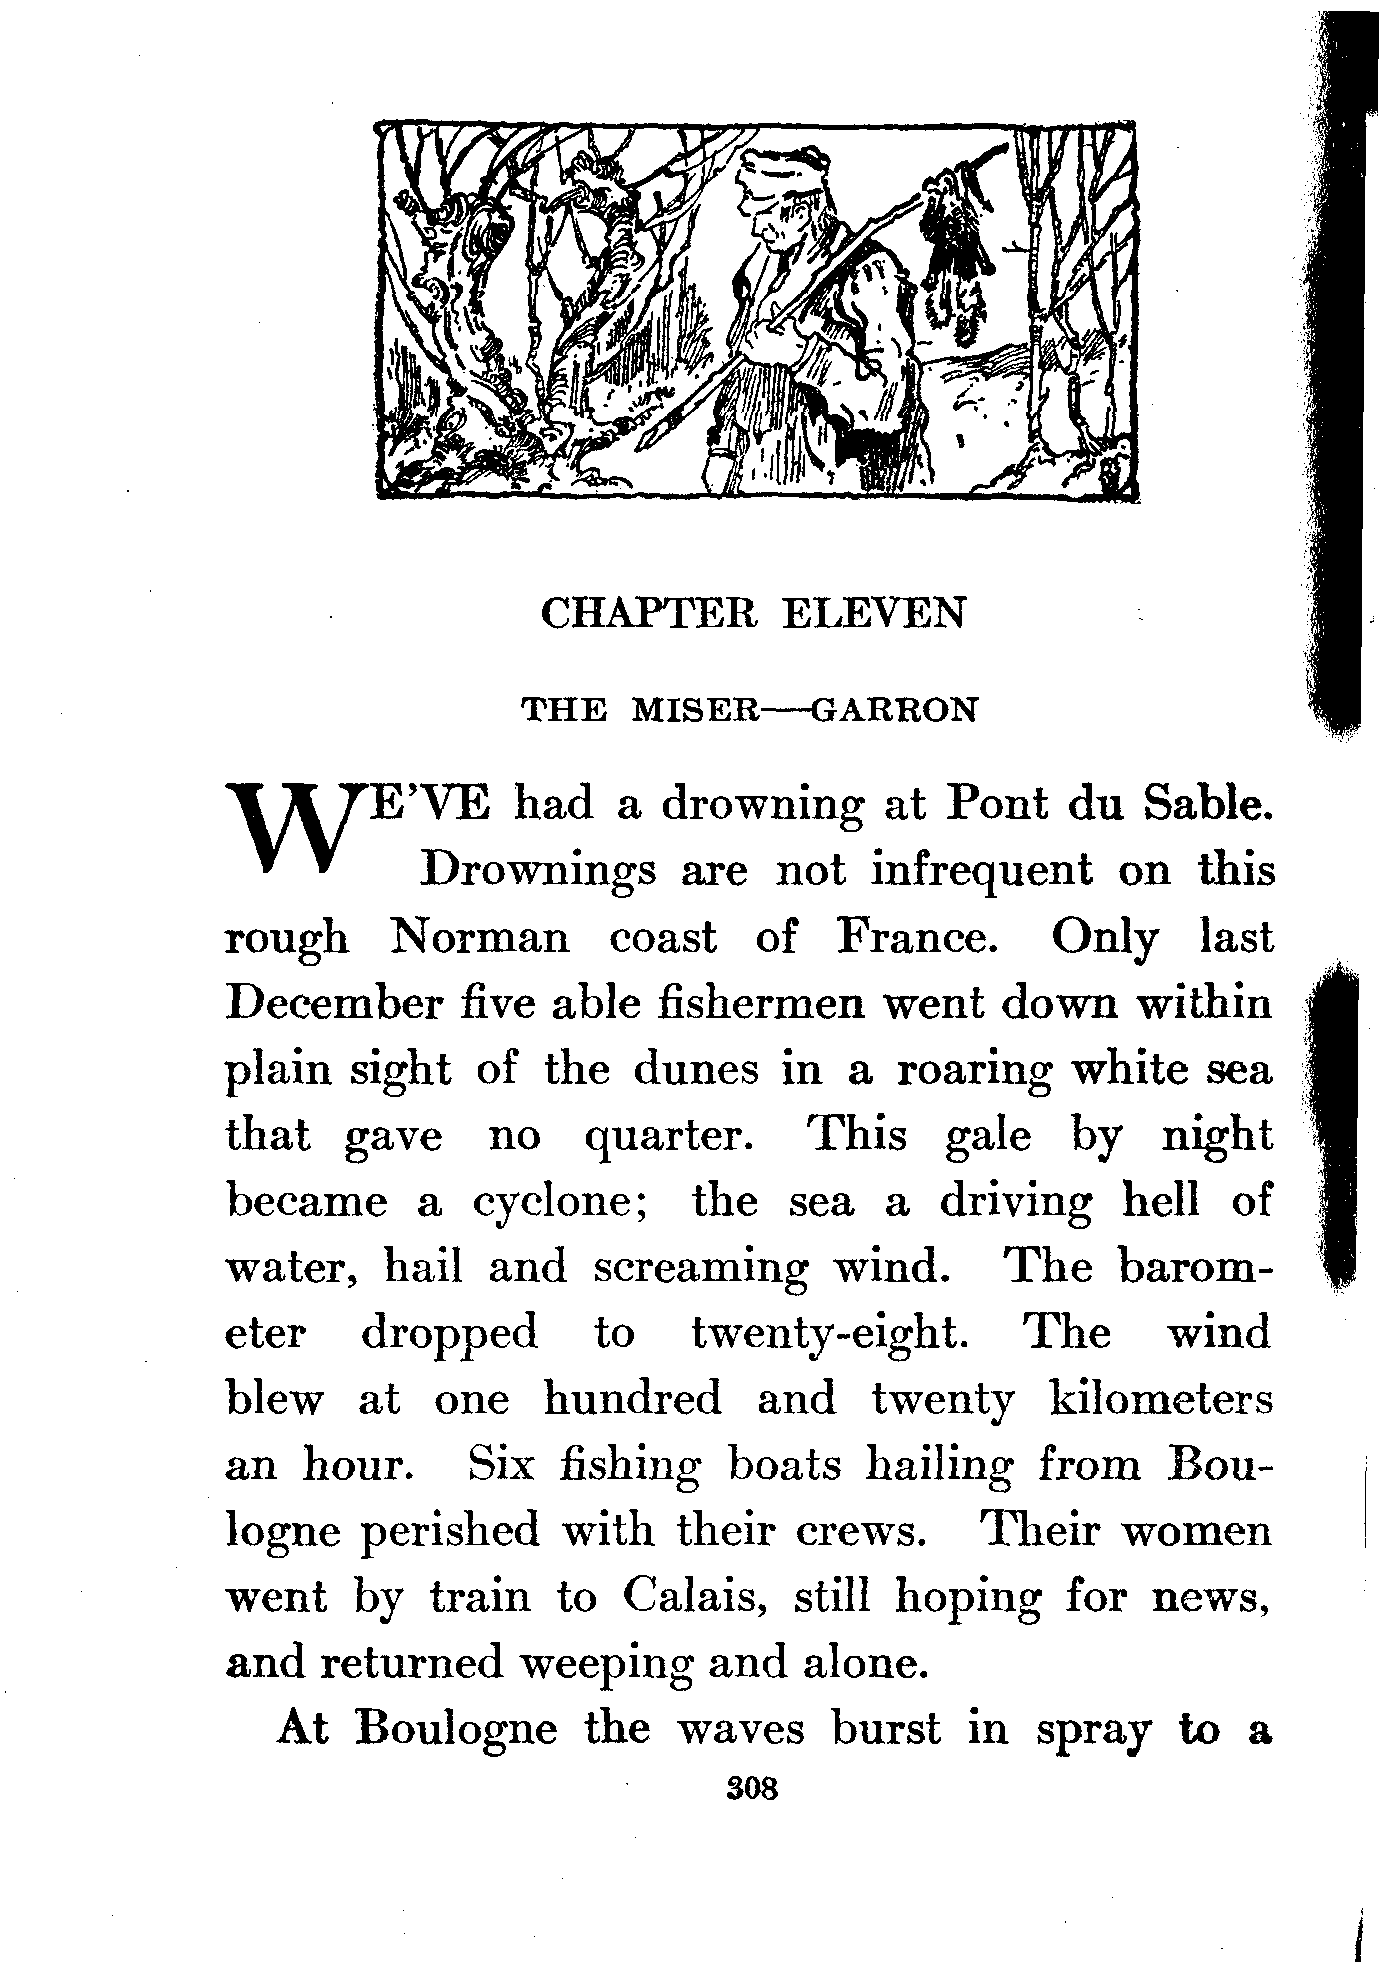 CHAPTER ELEVEN
THE MISER—GARRON
WE'VE had a drowning at Pont du Sable.
Drownings are not infrequent on this
rough Norman coast of France. Only last
December five able fishermen went down within
plain sight of the dunes in a roaring white sea
that gave no quarter. This gale by night
became a cyclone; the sea a driving hell of
water, hail and screaming wind. The barom-
eter dropped to twenty-eight. The wind
blew at one hundred and twenty kilometers
an hour. Six fishing boats hailing from Bou-
logne perished with their crews. Their women
went by train to Calais, still hoping for news,
and returned weeping and alone.
At Boulogne the waves burst in spray to a
308